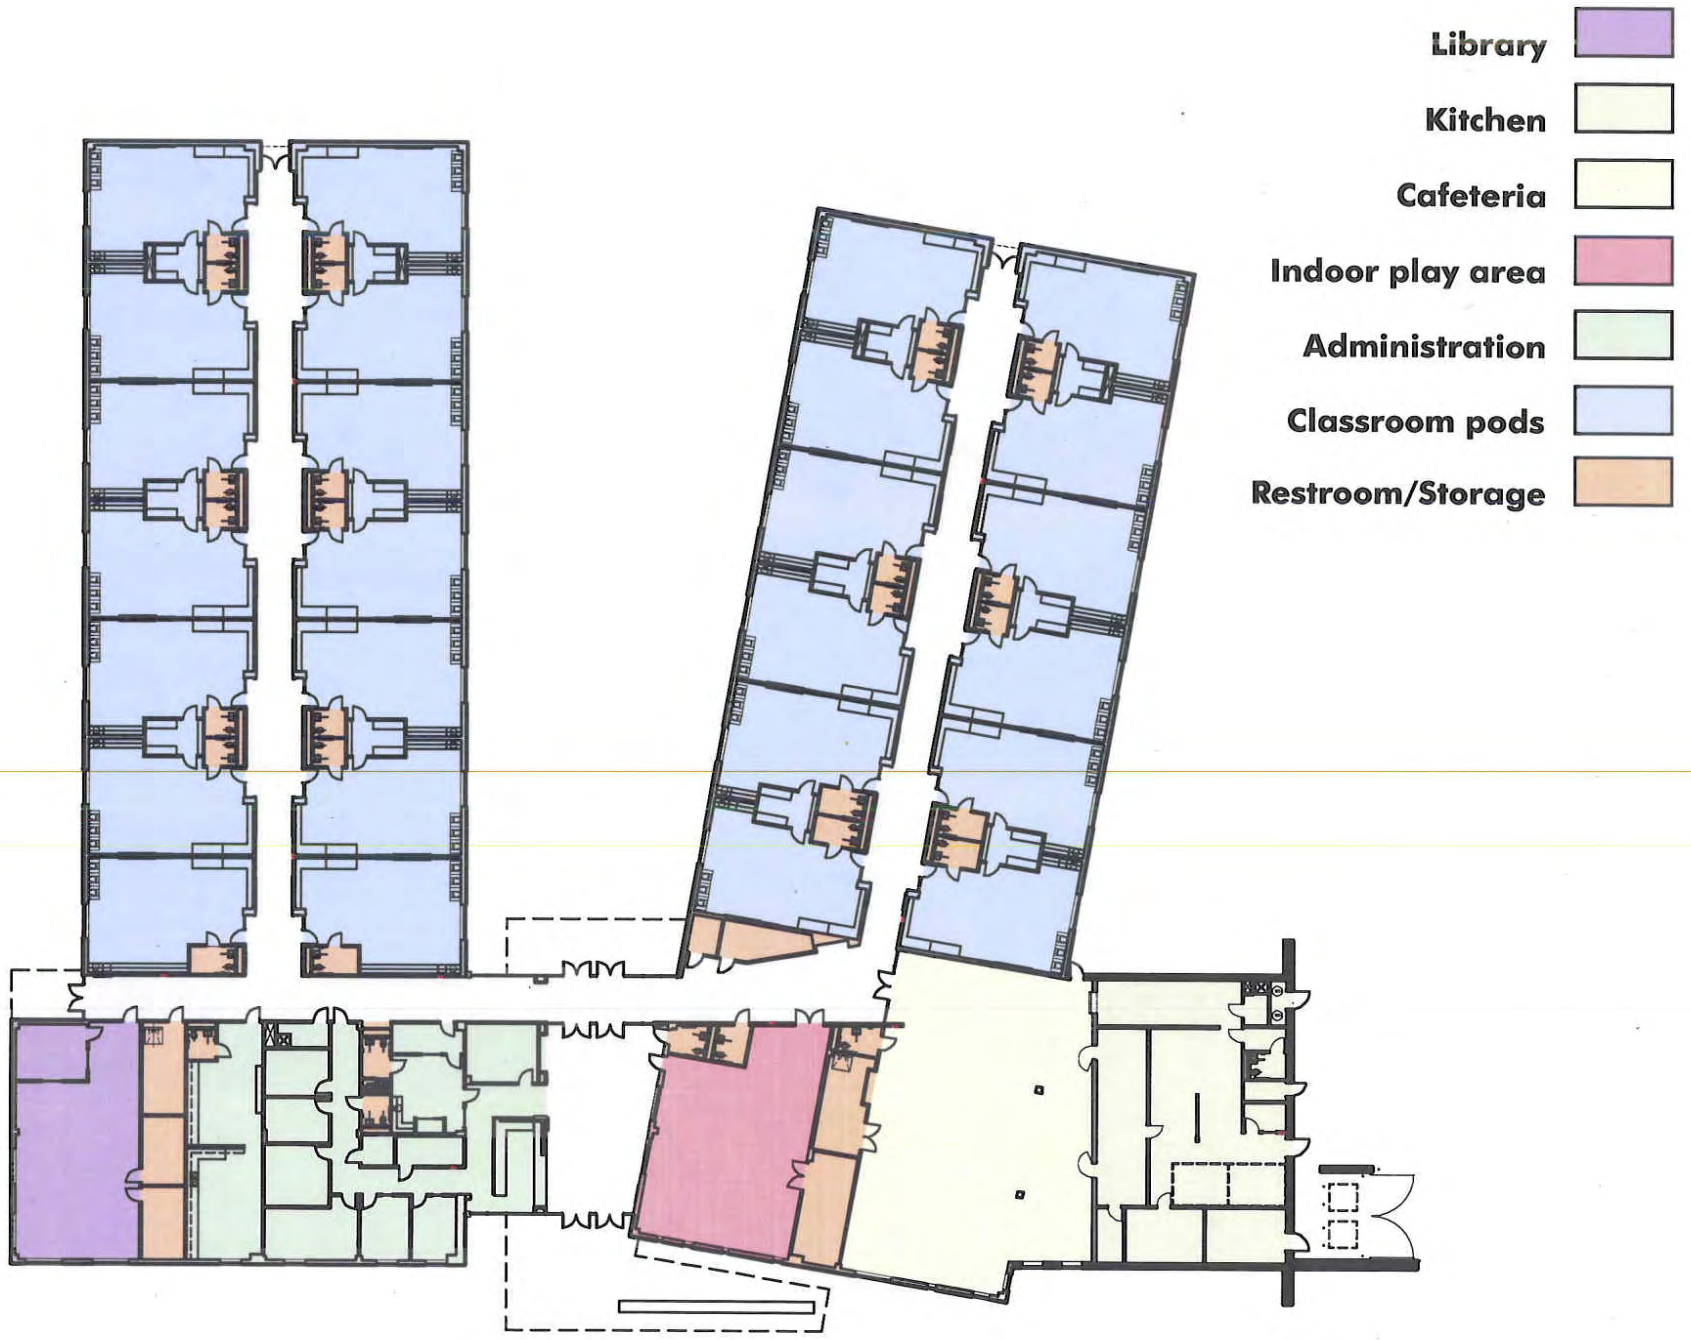 Library
Kitchen
Cafeteria
Indoor play area
Administration
Classroom pods
Restroom/Storage